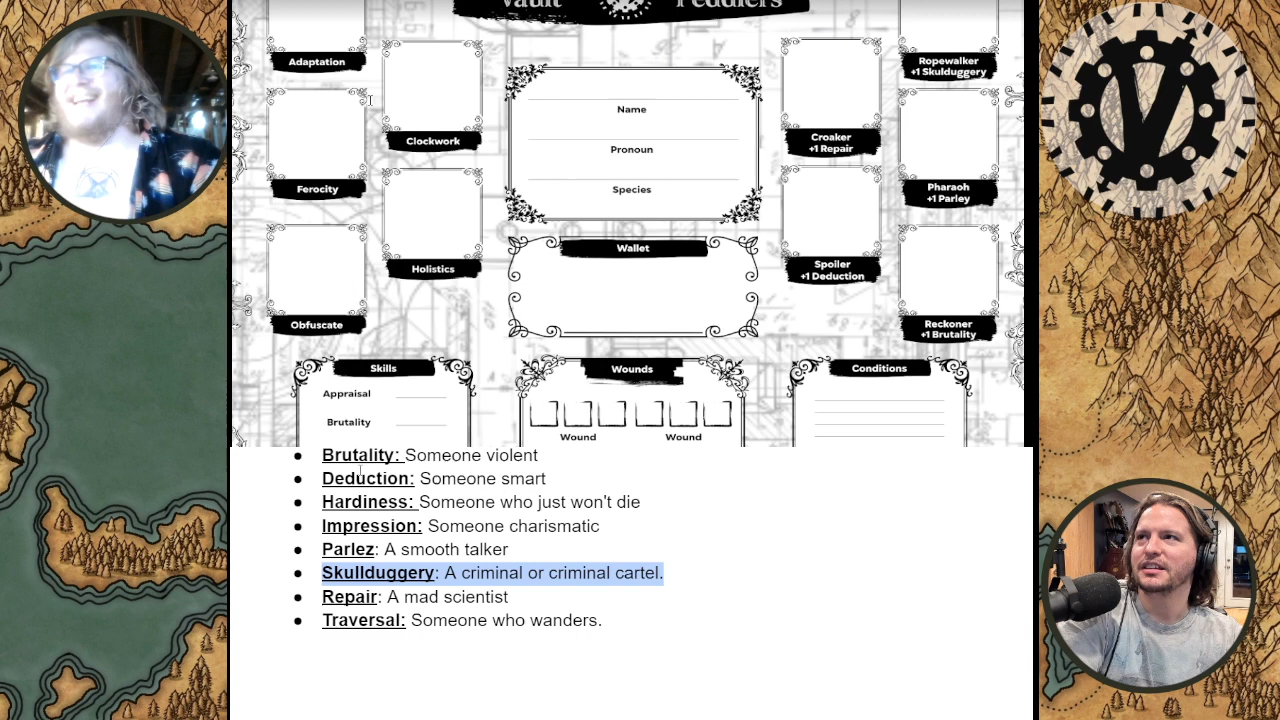 Vault Peddlers
Adaptation
Ropewalker
+1 Skulduggery
Name
Clockwork
Croaker
+1 Repair
Pronoun
Ferocity
Species
Pharaoh
+1 Parley
Wallet
Holistics
Spoiler
+1 Deduction
Obfuscate
Reckoner
+1 Brutality
Skills
Wounds
Conditions
Appraisal
Brutality
Wound
Wound
Brutality: Someone violent
Deduction: Someone smart
Hardiness: Someone who just won't die
Impression: Someone charismatic
Parlez: A smooth talker
Skullduggery: A criminal or criminal cartel.
Repair: A mad scientist
Traversal: Someone who wanders.
V